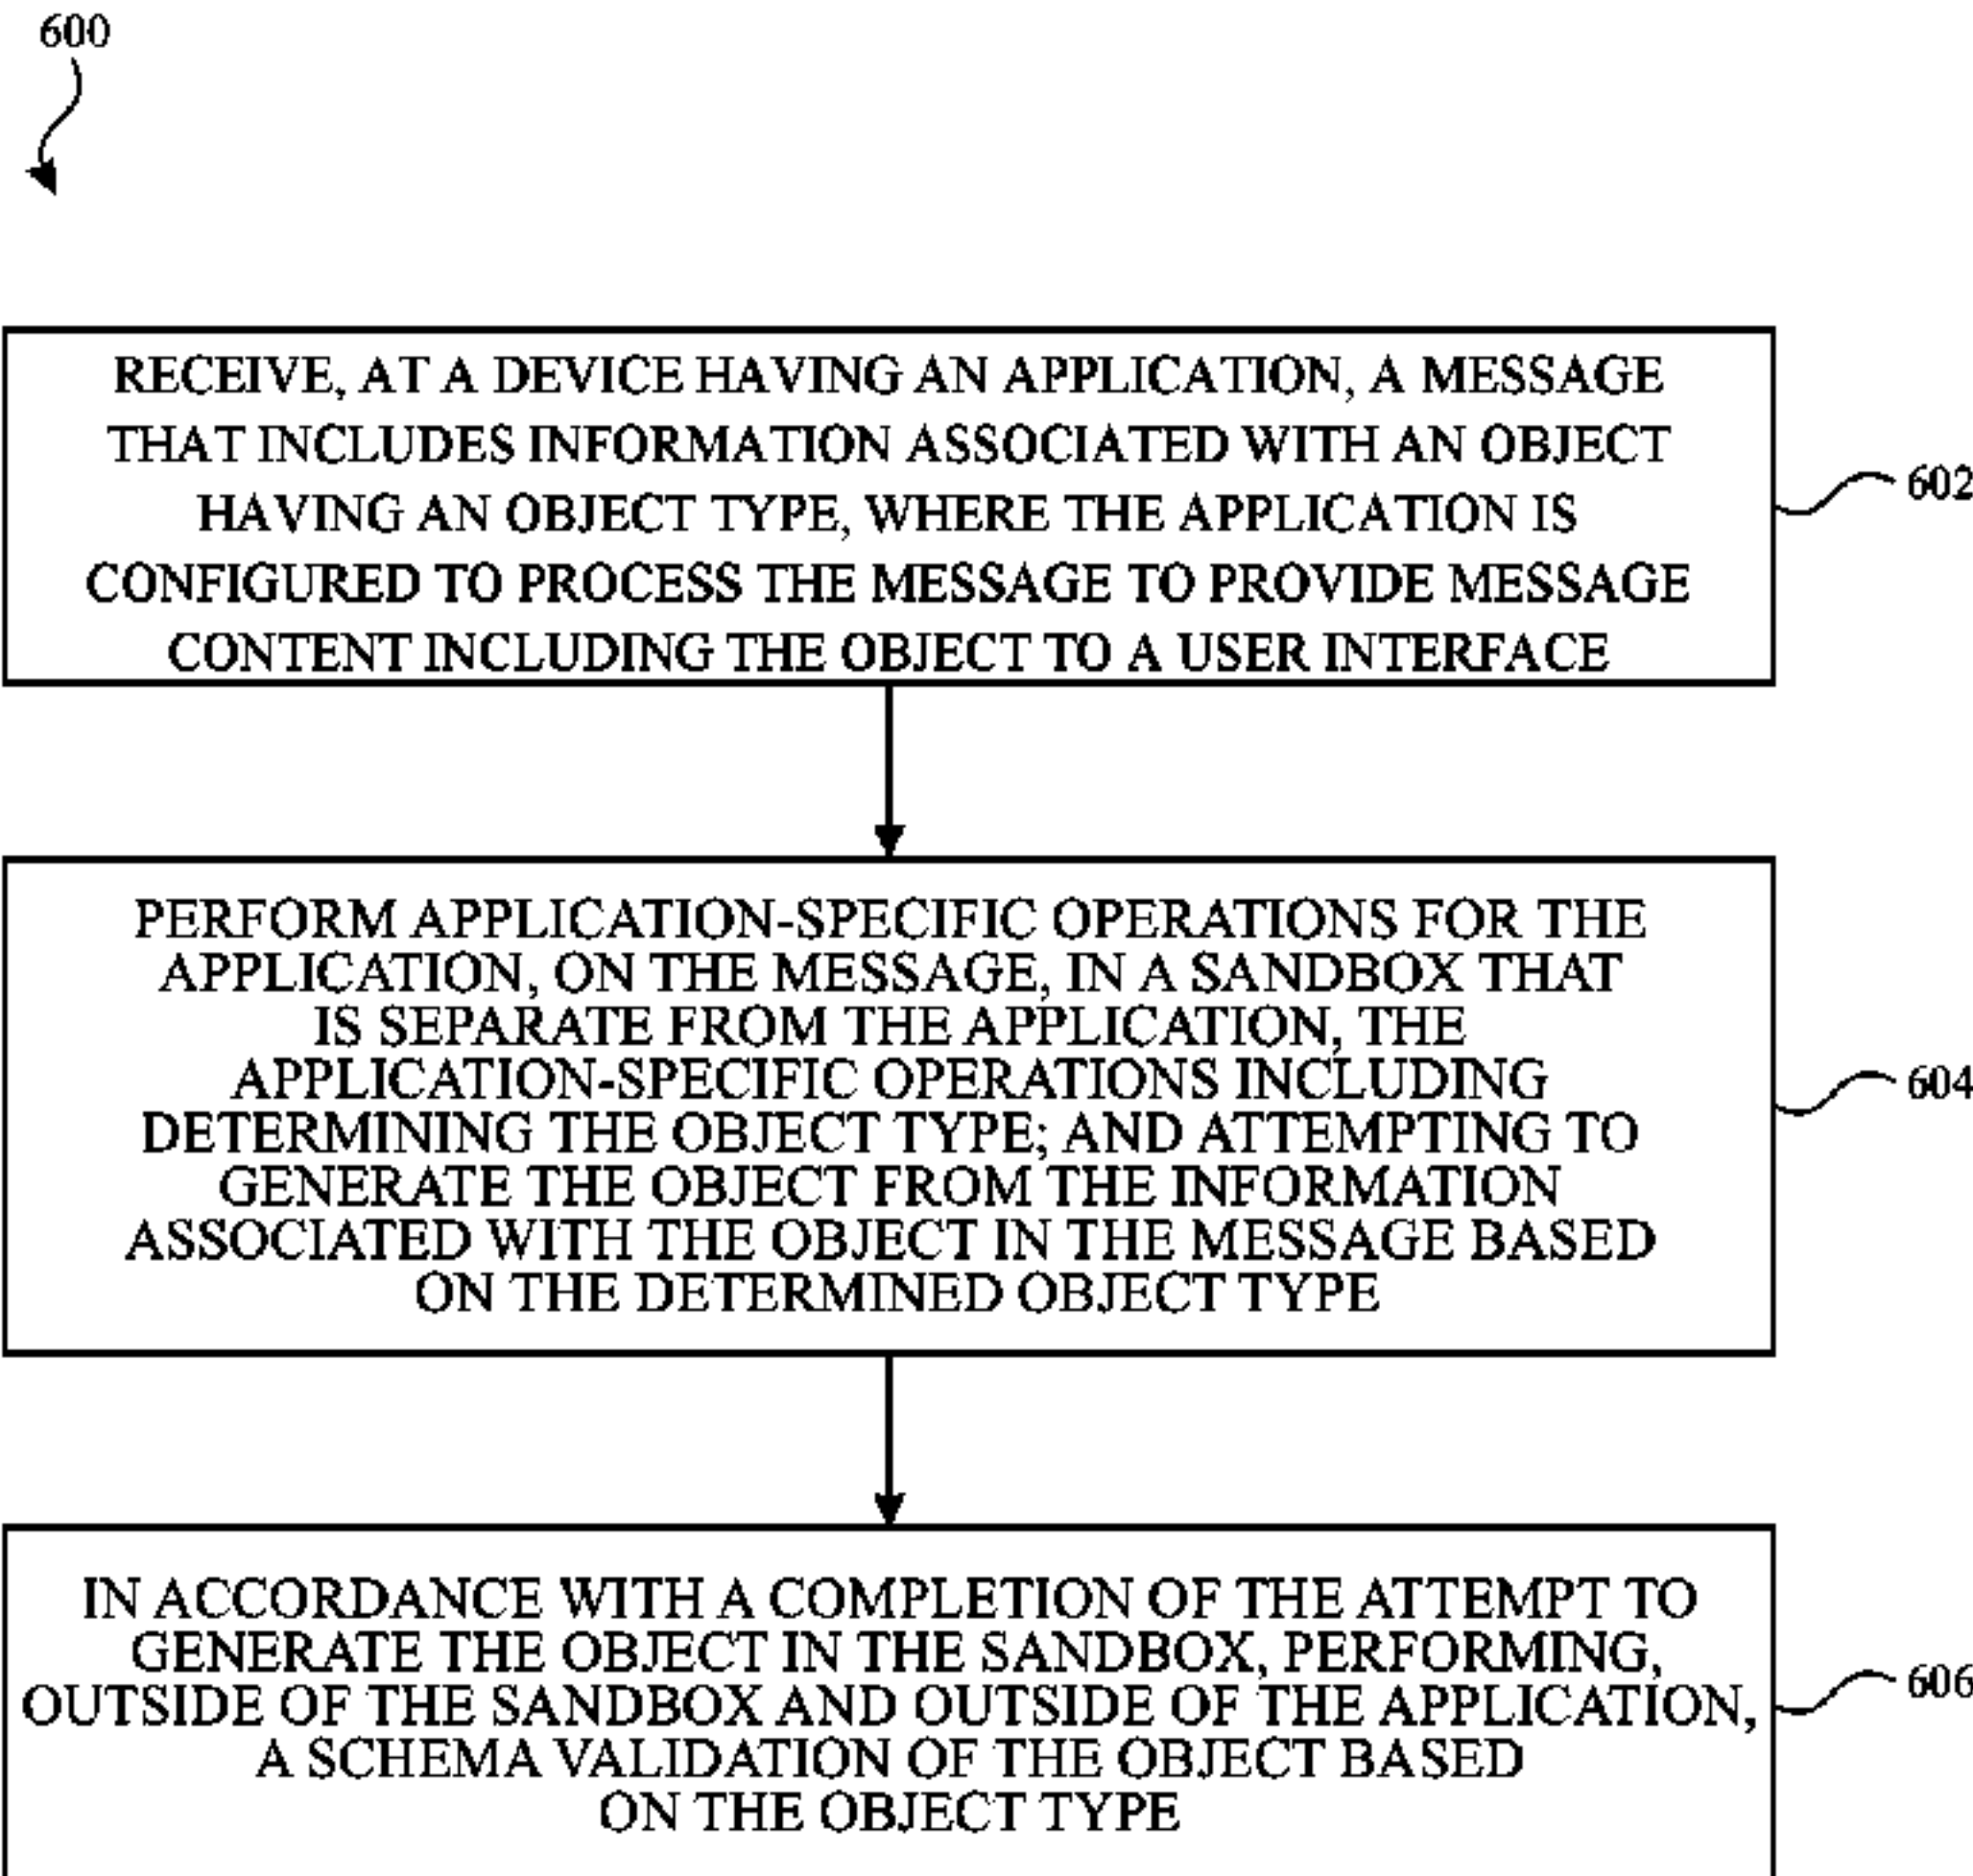 600
RECEIVE, AT A DEVICE HAVING AN APPLICATION, A MESSAGE
THAT INCLUDES INFORMATION ASSOCIATED WITH AN OBJECT
HAVING AN OBJECT TYPE, WHERE THE APPLICATION IS
CONFIGURED TO PROCESS THE MESSAGE TO PROVIDE MESSAGE
CONTENT INCLUDING THE OBJECT TO A USER INTERFACE
602
PERFORM APPLICATION-SPECIFIC OPERATIONS FOR THE
APPLICATION, ON THE MESSAGE, IN A SANDBOX THAT
IS SEPARATE FROM THE APPLICATION, THE
APPLICATION-SPECIFIC OPERATIONS INCLUDING
DETERMINING THE OBJECT TYPE; AND ATTEMPTING TO
GENERATE THE OBJECT FROM THE INFORMATION
ASSOCIATED WITH THE OBJECT IN THE MESSAGE BASED
ON THE DETERMINED OBJECT TYPE
604
IN ACCORDANCE WITH A COMPLETION OF THE ATTEMPT TO
GENERATE THE OBJECT IN THE SANDBOX, PERFORMING,
OUTSIDE OF THE SANDBOX AND OUTSIDE OF THE APPLICATION,
A SCHEMA VALIDATION OF THE OBJECT BASED
ON THE OBJECT TYPE
606